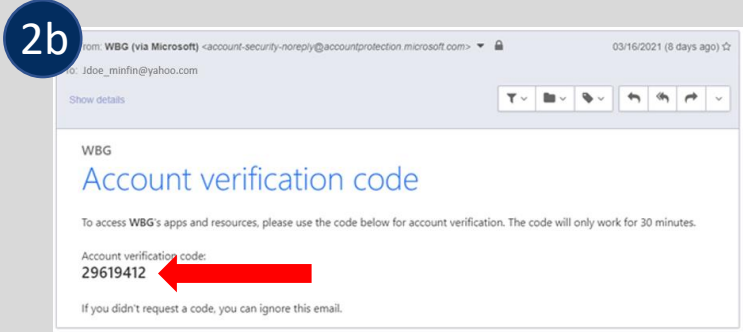 2b
From: WBG (via Microsoft) <account-security-noreply@accountprotection.microsoft.com>
03/16/2021 (8 days ago)
To: Jdoe_minfin@yahoo.com
Show details
WBG
Account verification code
To access WBG's apps and resources, please use the code below for account verification. The code will only work for 30 minutes.
Account verification code:
29619412
If you didn't request a code, you can ignore this email.